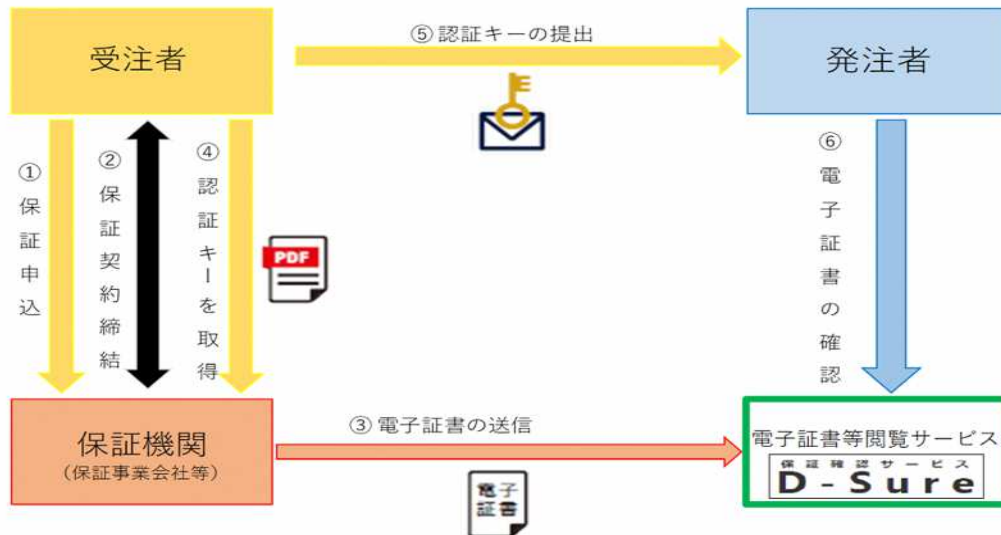 受注者
⑤認証キーの提出
発注者
①保証申込
②保証契約締結
④認証キーを取得
PDF
⑥電子証書の確認
保証機関
(保証事業会社等)
③電子証書の送信
電子
証書
電子証書等閲覧サービス
保証確認サービス
D-Sure